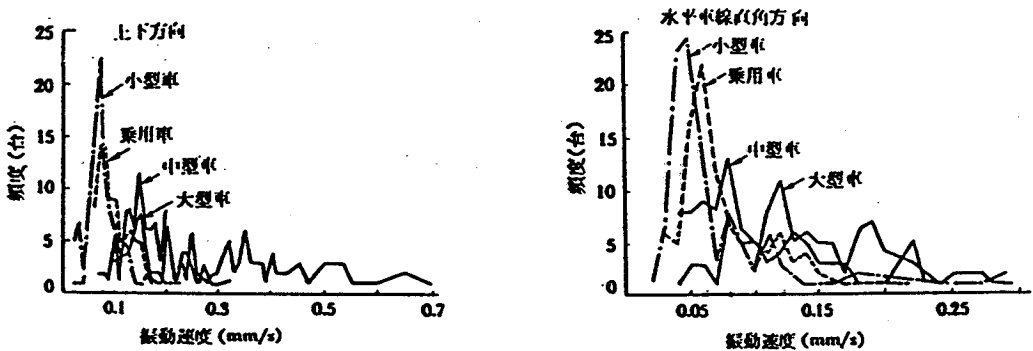 上下方向
25
20
15
10
5
0
頻度(台)
小型車
乗用車
中型車
大型車
0.1
0.3
0.5
0.7
振動速度(mm/s)
水平車線直角方向
25
20
15
10
5
0
頻度(台)
小型車
乗用車
中型車
大型車
0.05
0.15
0.25
振動速度(mm/s)